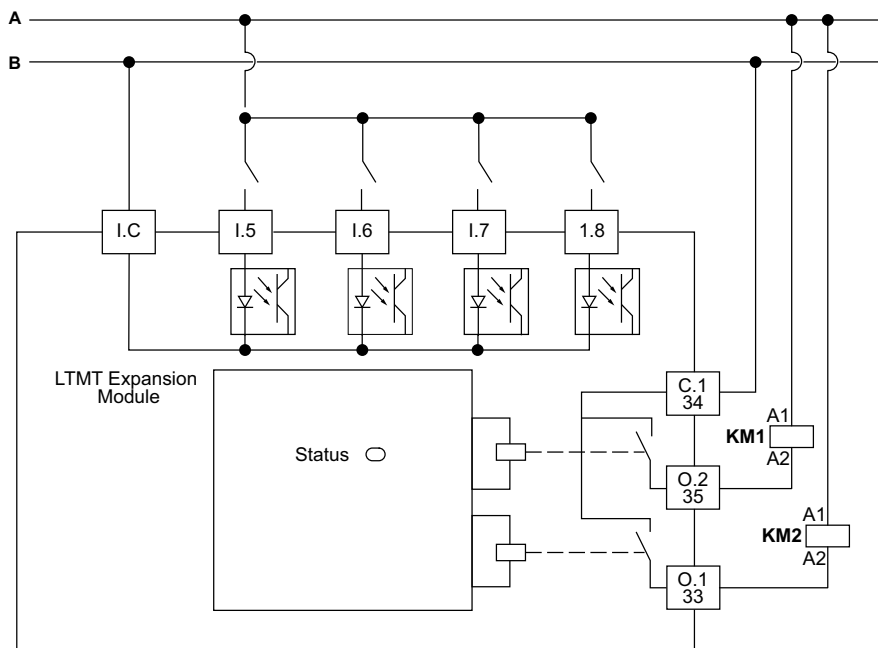 A
B
I.C
I.5
I.6
I.7
1.8
LTMT Expansion
Module
Status
C.1
34
O.2
35
O.1
33
A1
KM1
A2
A1
KM2
A2